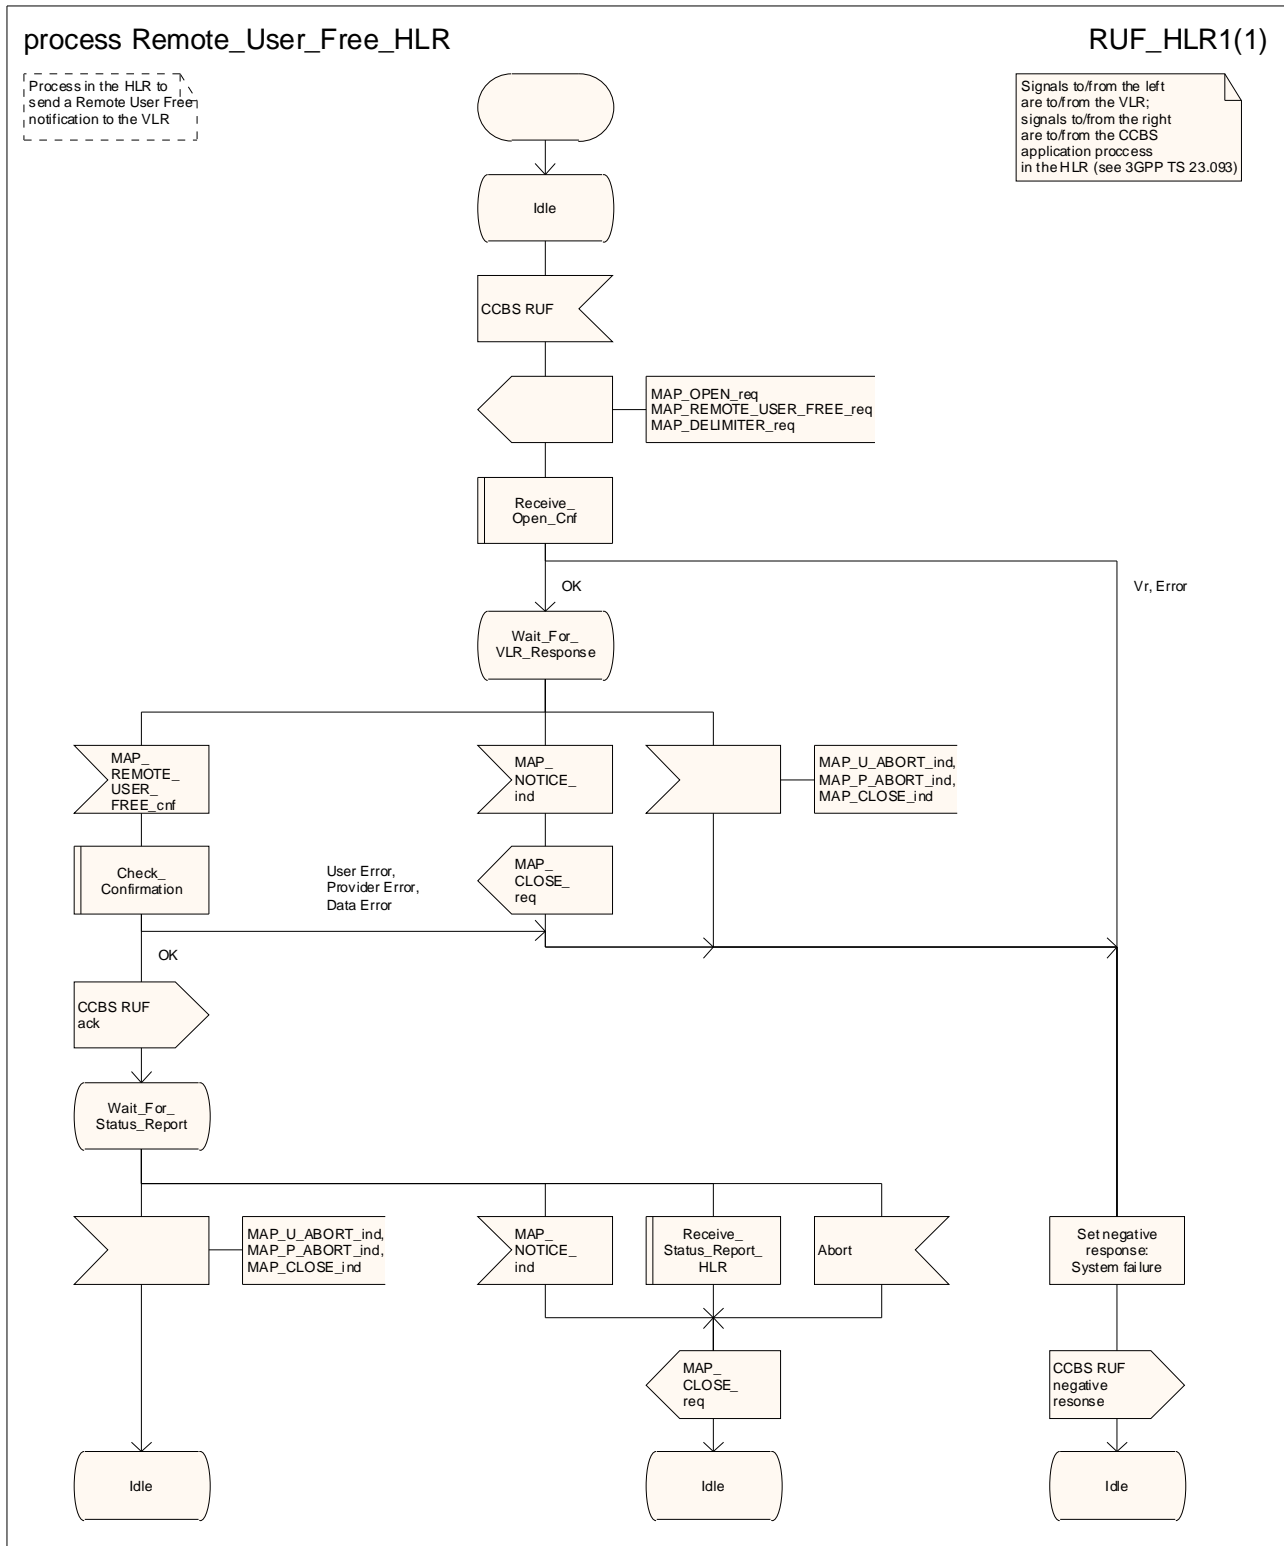 process Remote_User_Free_HLR
RUF_HLR1(1)
Process in the HLR to
send a Remote User Free
notification to the VLR
Signals to/from the left
are to/from the VLR;
signals to/from the right
are to/from the CCBS
application proccess
in the HLR (see 3GPP TS 23.093)
Idle
CCBS RUF
MAP_OPEN_req
MAP_REMOTE_USER_FREE_req
MAP_DELIMITER_req
Receive_
Open_Cnf
OK
Vr, Error
Wait_For_
VLR_Response
MAP_
REMOTE_
USER_
FREE_cnf
MAP_
NOTICE_
ind
MAP_U_ABORT_ind,
MAP_P_ABORT_ind,
MAP_CLOSE_ind
Check_
Confirmation
User Error,
Provider Error,
Data Error
MAP_
CLOSE_
req
OK
CCBS RUF
ack
Wait_For_
Status_Report
MAP_U_ABORT_ind,
MAP_P_ABORT_ind,
MAP_CLOSE_ind
MAP_
NOTICE_
ind
Receive_
Status_Report_
HLR
Abort
Set negative
response:
System failure
MAP_
CLOSE_
req
CCBS RUF
negative
resonse
Idle
Idle
Idle